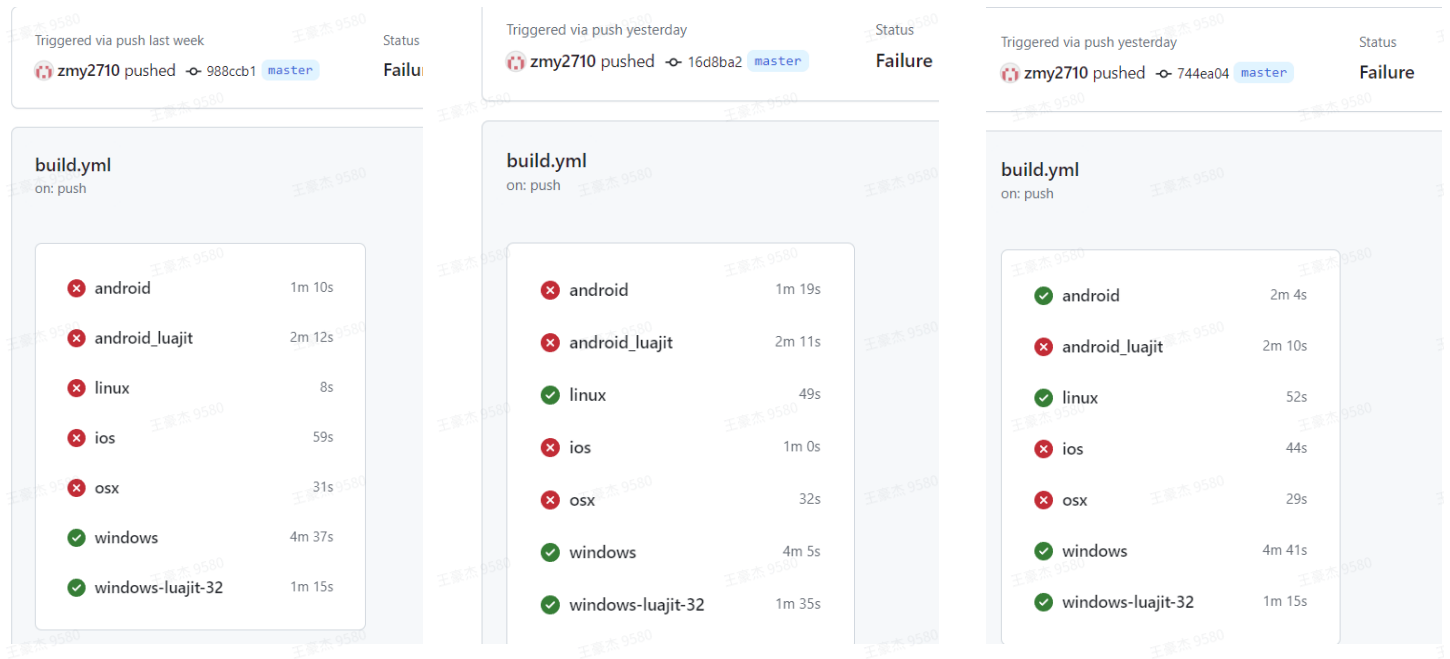 Triggered via push last week
Status
zmy2710 pushed 988ccb1 master
Failu
build.yml
on: push
android 1m 10s
android_luajit 2m 12s
linux 8s
ios 59s
osx 31s
windows 4m 37s
windows-luajit-32 1m 15s
Triggered via push yesterday
Status
zmy2710 pushed 16d8ba2 master
Failure
build.yml
on: push
android 1m 19s
android_luajit 2m 11s
linux 49s
ios 1m 0s
osx 32s
windows 4m 5s
windows-luajit-32 1m 35s
Triggered via push yesterday
Status
zmy2710 pushed 744ea04 master
Failure
build.yml
on: push
android 2m 4s
android_luajit 2m 10s
linux 52s
ios 44s
osx 29s
windows 4m 41s
windows-luajit-32 1m 15s
王豪杰 9580